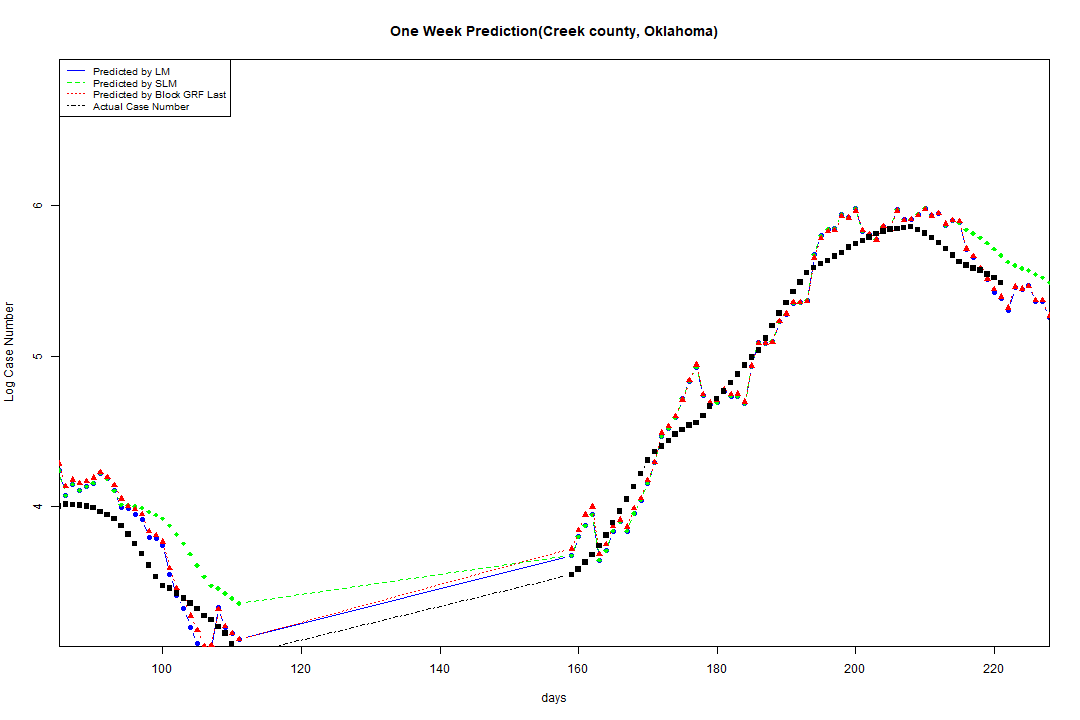 One Week Prediction(Creek county, Oklahoma)
Predicted by LM
Predicted by SLM
Predicted by Block GRF Last
Actual Case Number
6
5
4
Log Case Number
100 120 140 160 180 200 220
days